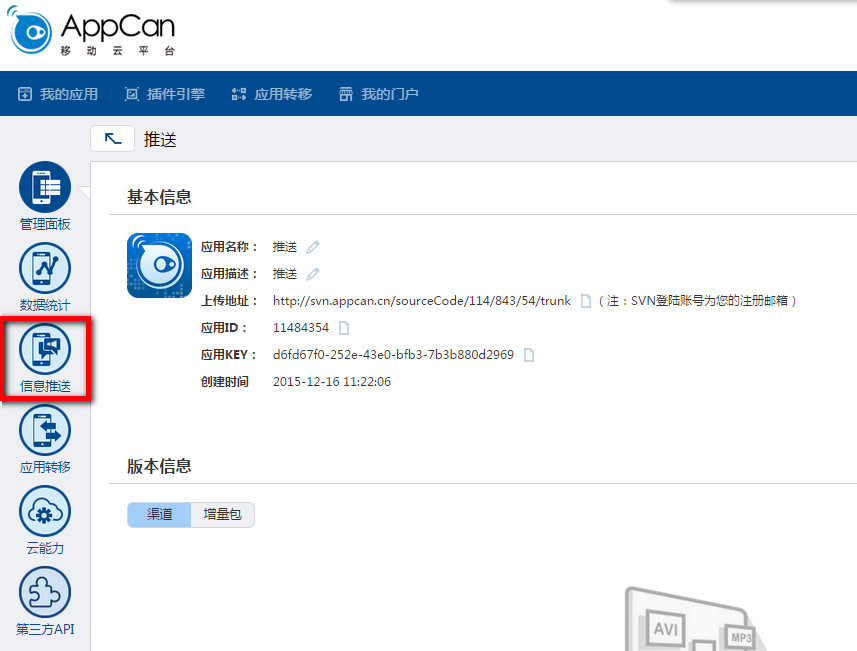 AppCan
移 动 云 平 台
我的应用 插件引擎 应用转移 我的门户
推送
管理面板
数据统计
信息推送
应用转移
云能力
第三方API
基本信息
应用名称： 推送
应用描述： 推送
上传地址： http://svn.appcan.cn/sourceCode/114/843/54/trunk （注：SVN登陆账号为您的注册邮箱）
应用ID： 11484354
应用KEY： d6fd67f0-252e-43e0-bfb3-7b3b880d2969
创建时间 2015-12-16 11:22:06
版本信息
渠道 增量包
AVI
MP3